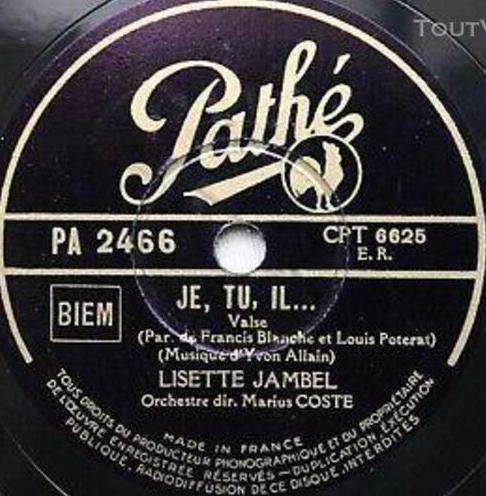 TOUTV
Pathé
PA 2466
CPT 6625
E.R.
BIEM
JE, TU, IL...
Valse
(Par. de Francis Blanche et Louis Poterat)
(Musique d'Yvon Allain)
LISETTE JAMBEL
Orchestre dir. Marius COSTE
MADE IN FRANCE
TOUS DROITS DU PRODUCTEUR PHONOGRAPHIQUE ET DU PROPRIÉTAIRE
DE L'ŒUVRE ENREGISTRÉE RÉSERVÉS - DUPLICATION EXÉCUTION
PUBLIQUE, RADIODIFFUSION DE CE DISQUE INTERDITES